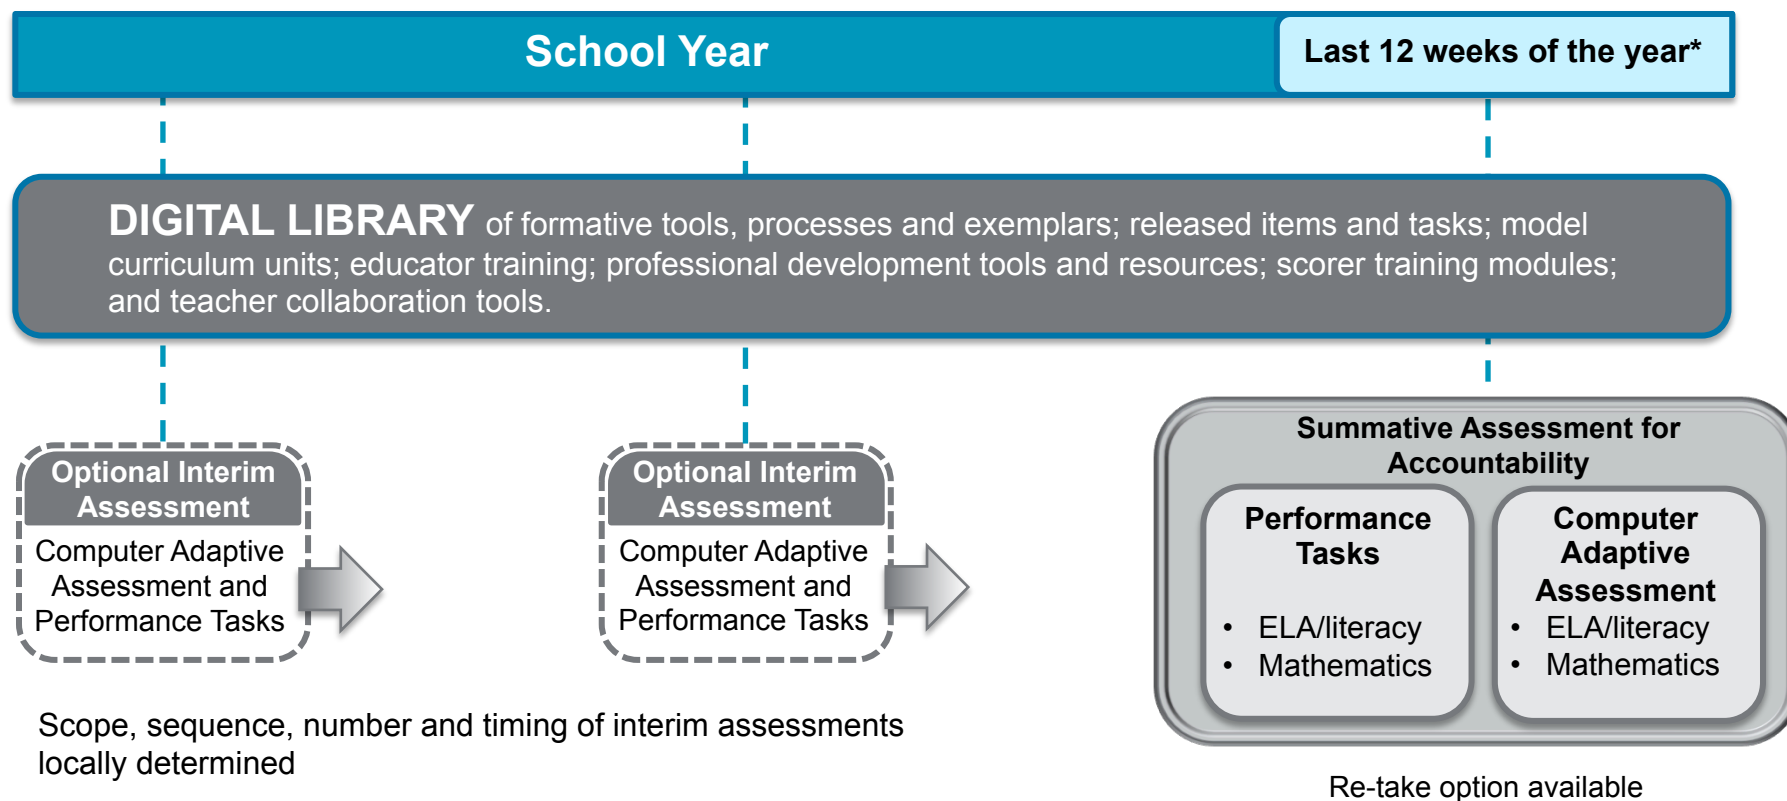 School Year
Last 12 weeks of the year*
DIGITAL LIBRARY of formative tools, processes and exemplars; released items and tasks; model
curriculum units; educator training; professional development tools and resources; scorer training modules;
and teacher collaboration tools.
Optional Interim
Assessment
Computer Adaptive
Assessment and
Performance Tasks
Optional Interim
Assessment
Computer Adaptive
Assessment and
Performance Tasks
Summative Assessment for
Accountability
Performance
Tasks
• ELA/literacy
• Mathematics
Computer
Adaptive
Assessment
• ELA/literacy
• Mathematics
Scope, sequence, number and timing of interim assessments
locally determined
Re-take option available